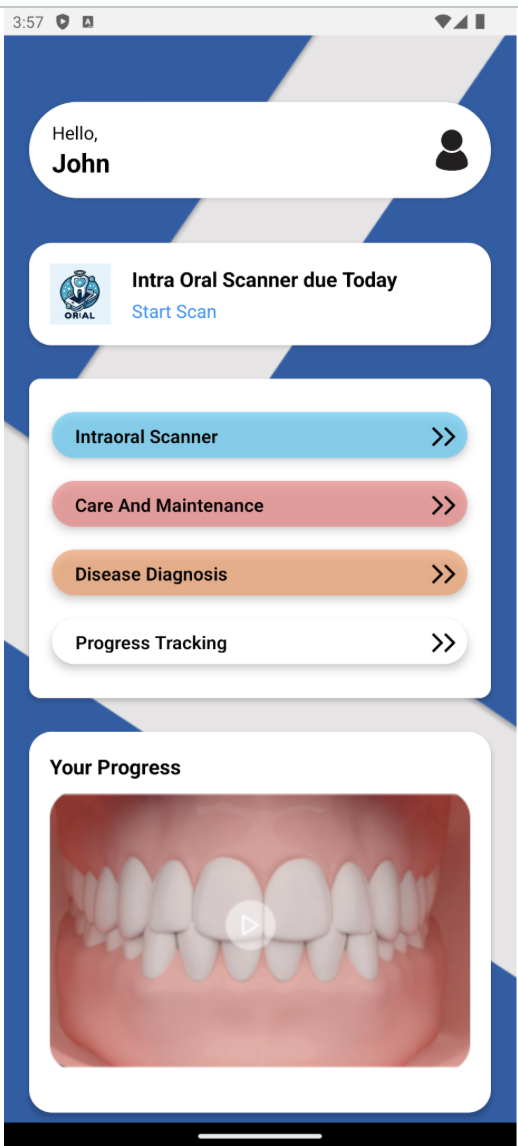 3:57
Hello,
John
Intra Oral Scanner due Today
ORIAL
Start Scan
Intraoral Scanner
Care And Maintenance
Disease Diagnosis
Progress Tracking
Your Progress